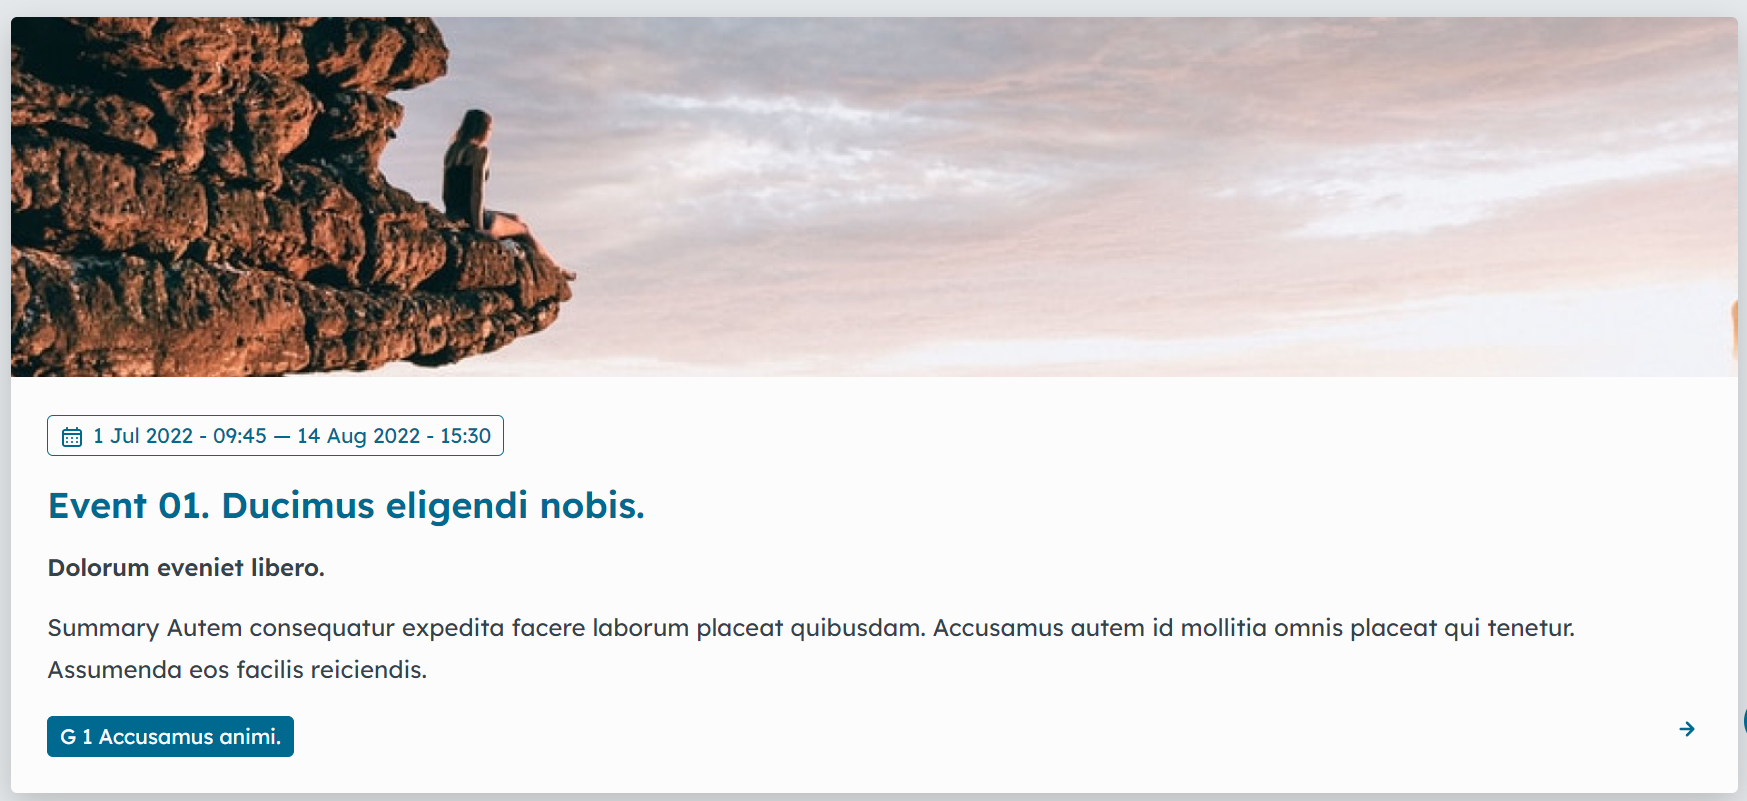 1 Jul 2022 - 09:45 — 14 Aug 2022 - 15:30
Event 01. Ducimus eligendi nobis.
Dolorum eveniet libero.
Summary Autem consequatur expedita facere laborum placeat quibusdam. Accusamus autem id mollitia omnis placeat qui tenetur.
Assumenda eos facilis reiciendis.
G 1 Accusamus animi.